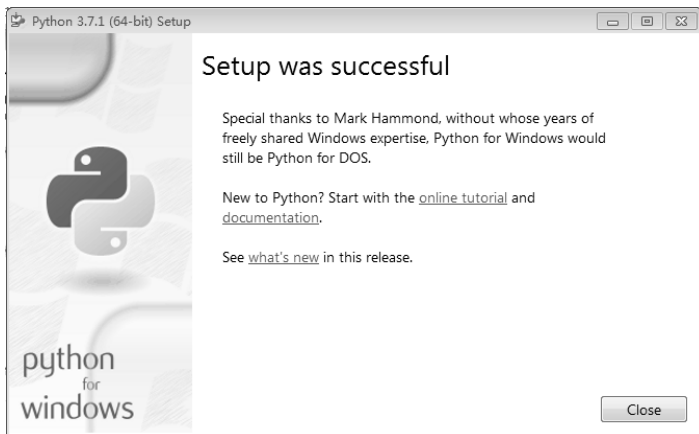 Python 3.7.1 (64-bit) Setup
Setup was successful
Special thanks to Mark Hammond, without whose years of
freely shared Windows expertise, Python for Windows would
still be Python for DOS.
New to Python? Start with the online tutorial and
documentation.
See what's new in this release.
python
for
windows
Close